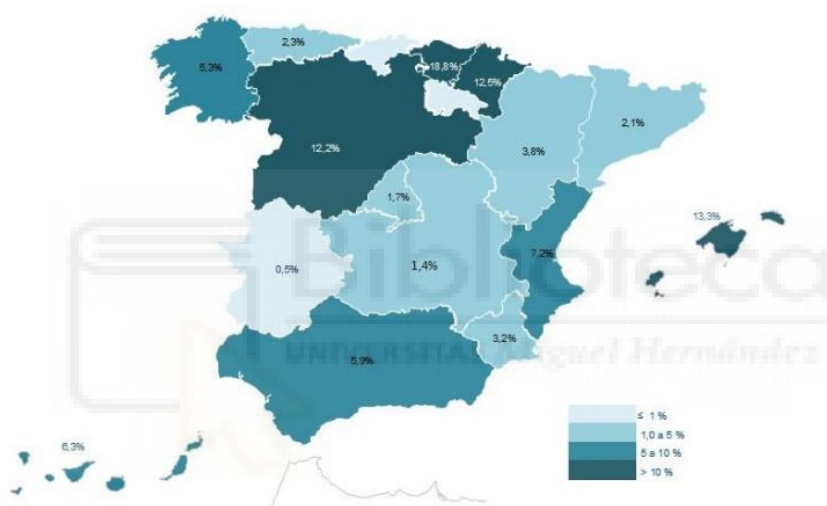 2,3%
5,3%
18,8%
12,5%
2,1%
12,2%
3,8%
1,7%
13,3%
0,5%
1,4%
7,2%
Biblioteca
3,2%
UNIVERSITAS Miguel Hernández
5,9%
6,3%
≤ 1 %
1,0 a 5 %
5 a 10 %
> 10 %